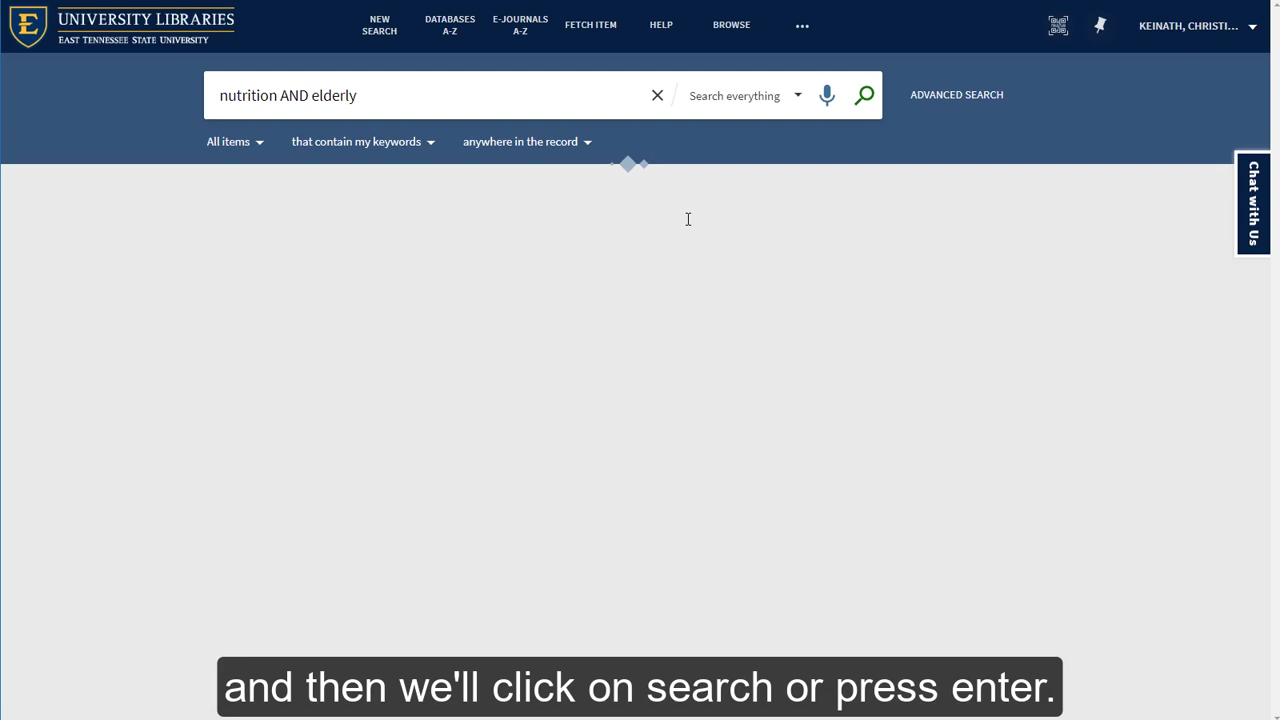 UNIVERSITY LIBRARIES
EAST TENNESSEE STATE UNIVERSITY
NEW SEARCH
DATABASES A-Z
E-JOURNALS A-Z
FETCH ITEM
HELP
BROWSE
...
KEINATH, CHRISTI...
nutrition AND elderly
Search everything
ADVANCED SEARCH
All items
that contain my keywords
anywhere in the record
Chat with Us
and then we'll click on search or press enter.